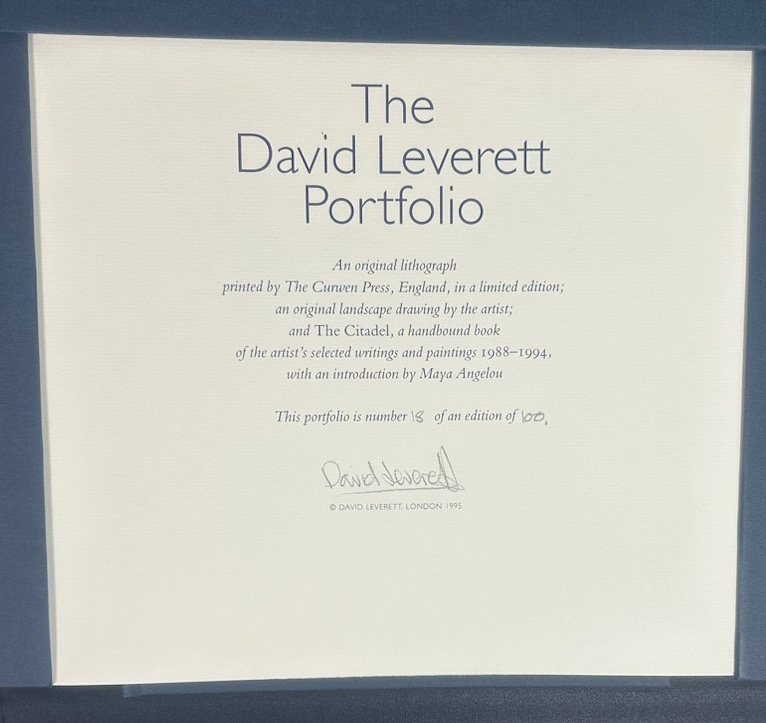 The
David Leverett
Portfolio
An original lithograph
printed by The Curwen Press, England, in a limited edition;
an original landscape drawing by the artist;
and The Citadel, a handbound book
of the artist's selected writings and paintings 1988–1994,
with an introduction by Maya Angelou
This portfolio is number 18 of an edition of 100,
David Leverett
© DAVID LEVERETT, LONDON 1995